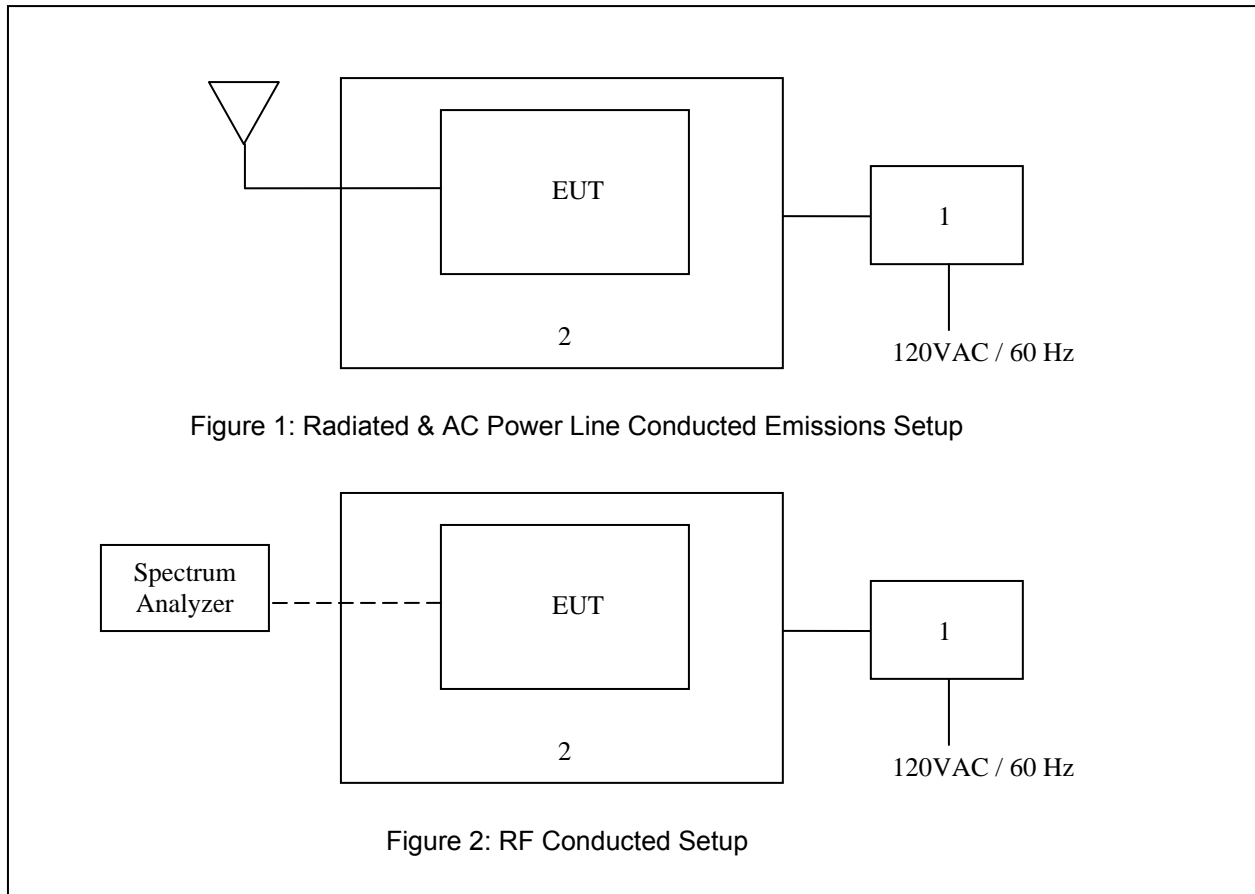 EUT
1
2
120VAC / 60 Hz
Figure 1: Radiated & AC Power Line Conducted Emissions Setup
Spectrum
Analyzer
EUT
1
2
120VAC / 60 Hz
Figure 2: RF Conducted Setup